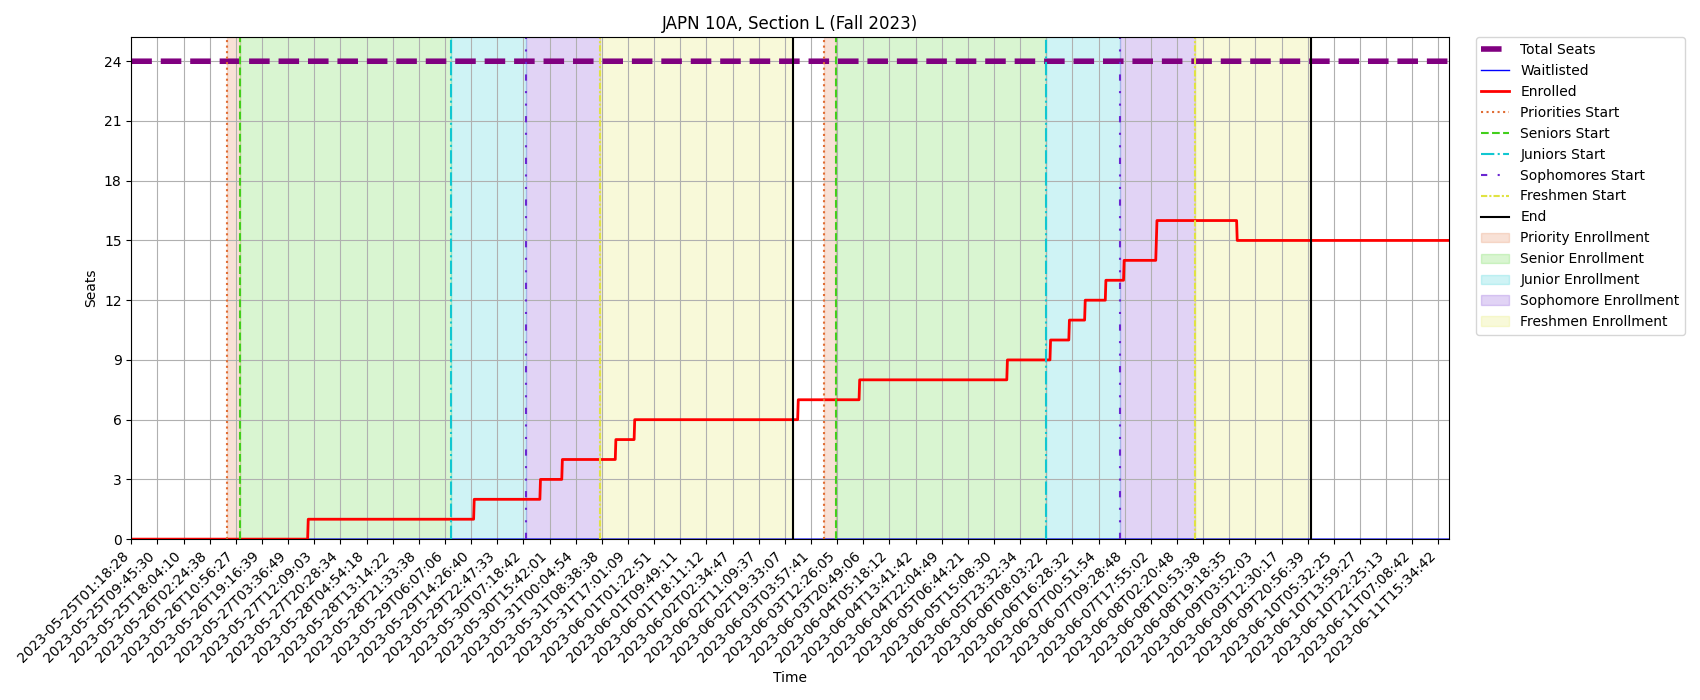 JAPN 10A, Section L (Fall 2023)
Seats
24
21
18
15
12
9
6
3
0
2023-05-25T01:18:28
2023-05-25T09:45:30
2023-05-25T18:04:10
2023-05-26T02:24:38
2023-05-26T10:56:27
2023-05-26T19:16:39
2023-05-27T03:36:49
2023-05-27T12:09:03
2023-05-27T20:28:34
2023-05-28T04:54:18
2023-05-28T13:14:22
2023-05-28T21:33:38
2023-05-29T06:07:06
2023-05-29T14:26:40
2023-05-29T22:47:33
2023-05-30T07:18:42
2023-05-30T15:42:01
2023-05-31T00:04:54
2023-05-31T08:38:38
2023-05-31T17:01:09
2023-06-01T01:22:51
2023-06-01T09:49:11
2023-06-01T18:11:12
2023-06-02T02:34:47
2023-06-02T11:09:37
2023-06-02T19:33:07
2023-06-03T03:57:41
2023-06-03T12:26:05
2023-06-03T20:49:06
2023-06-04T05:18:12
2023-06-04T13:41:42
2023-06-04T22:04:49
2023-06-05T06:44:21
2023-06-05T15:08:30
2023-06-05T23:32:34
2023-06-06T08:03:22
2023-06-06T16:28:32
2023-06-07T00:51:54
2023-06-07T09:28:48
2023-06-07T17:55:02
2023-06-08T02:20:48
2023-06-08T10:53:38
2023-06-08T19:18:35
2023-06-09T03:52:03
2023-06-09T12:30:17
2023-06-09T20:56:39
2023-06-10T05:32:25
2023-06-10T13:59:27
2023-06-10T22:25:13
2023-06-11T07:08:42
2023-06-11T15:34:42
Time
Total Seats
Waitlisted
Enrolled
Priorities Start
Seniors Start
Juniors Start
Sophomores Start
Freshmen Start
End
Priority Enrollment
Senior Enrollment
Junior Enrollment
Sophomore Enrollment
Freshmen Enrollment